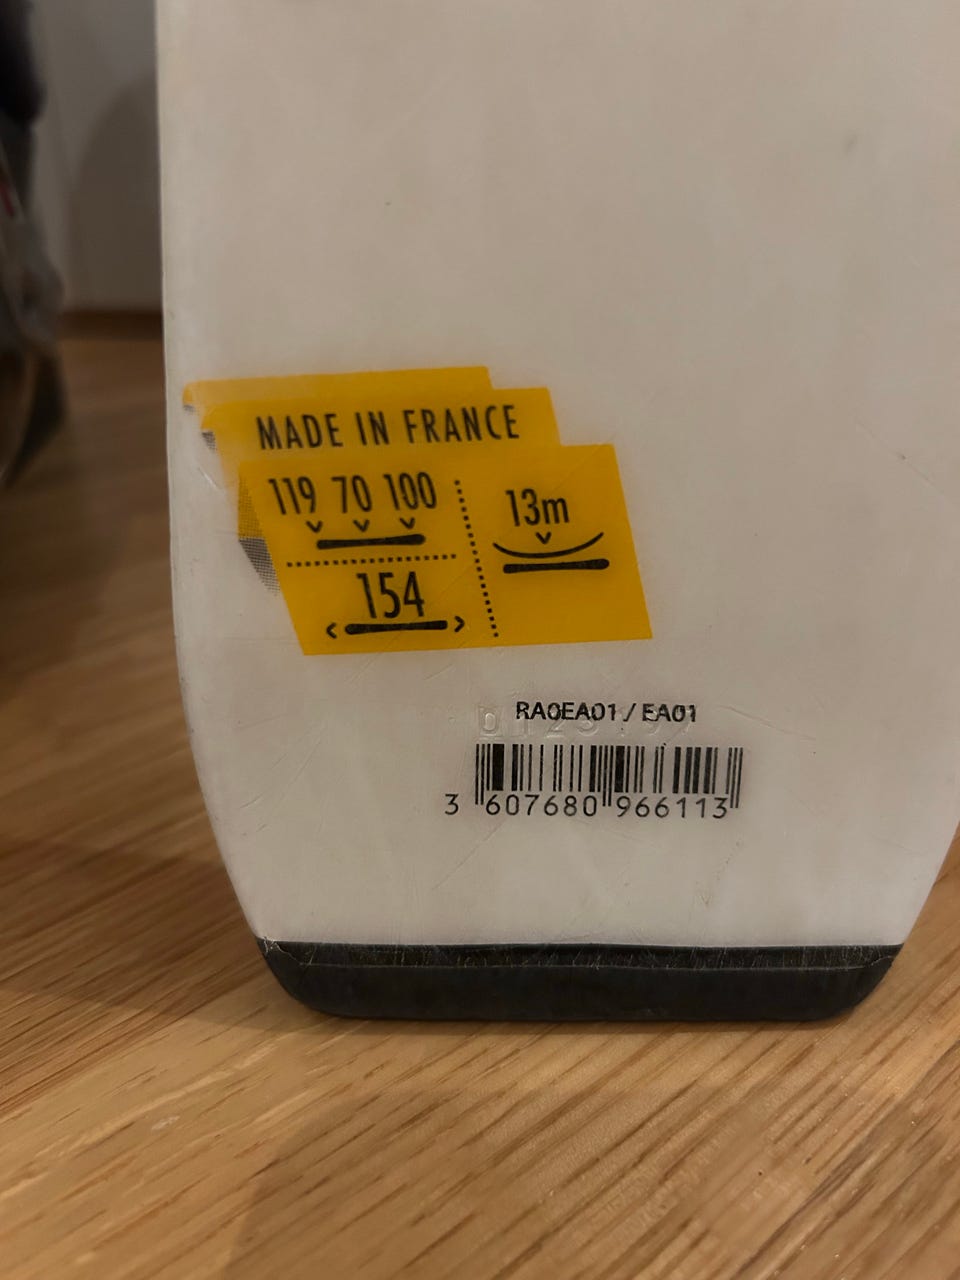 MADE IN FRANCE
119 70 100
13m
154
RA0EA01 / EA01
3 607680 966113